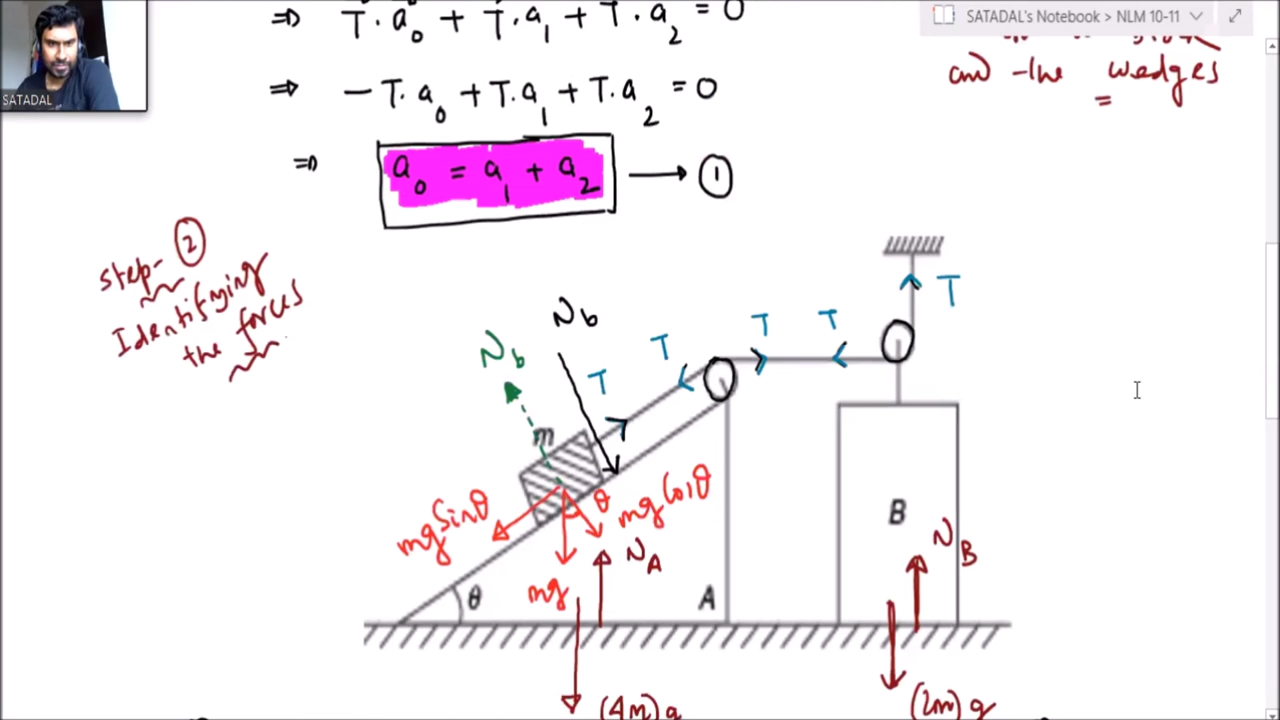 ⇒ T·a₀ + T·a₁ + T·a₂ = 0
SATADAL's Notebook > NLM 10-11
and the wedges
⇒ -T·a₀ + T·a₁ + T·a₂ = 0
SATADAL
⇒ a₀ = a₁ + a₂ → ①
Step-②
Identifying
the forces
T
N_b
N_b
T
T
T
T
m
mg sinθ
θ
mg cosθ
B
N_B
N_A
mg
θ
A
(4m)g
(2m)g